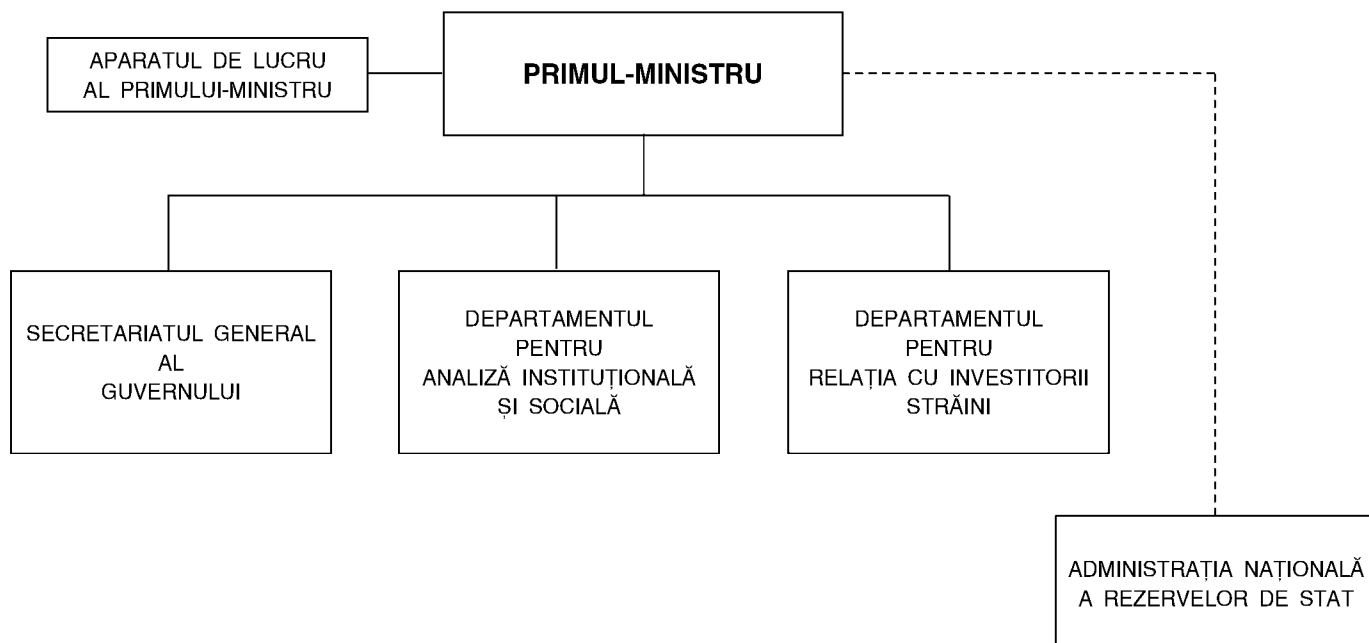 APARATUL DE LUCRU
AL PRIMULUI-MINISTRU
PRIMUL-MINISTRU
SECRETARIATUL GENERAL
AL
GUVERNULUI
DEPARTAMENTUL
PENTRU
ANALIZĂ INSTITUȚIONALĂ
ȘI SOCIALĂ
DEPARTAMENTUL
PENTRU
RELAȚIA CU INVESTITORII
STRĂINI
ADMINISTRAȚIA NAȚIONALĂ
A REZERVELOR DE STAT